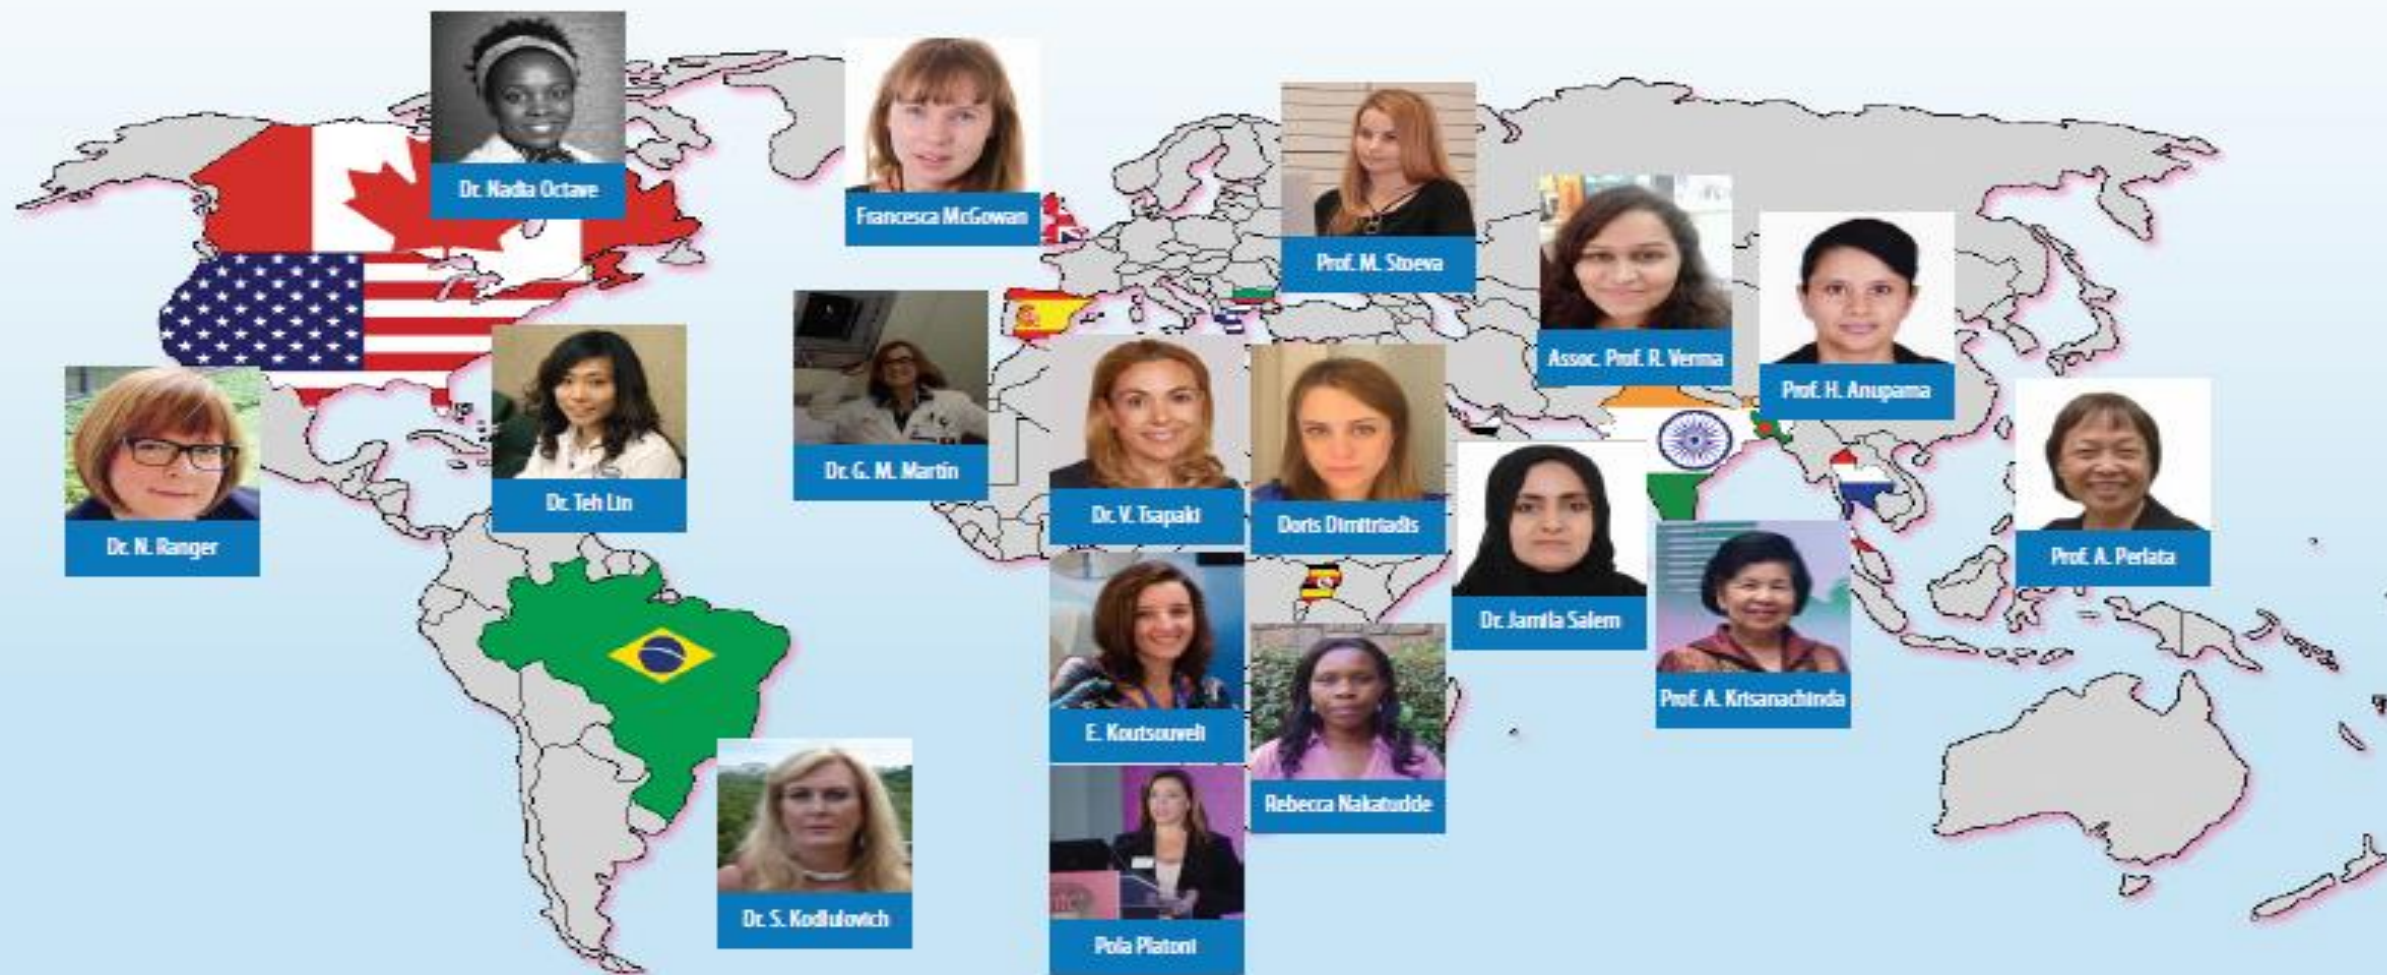 Dr. Nadia Octave
Francesca McGowan
Prof. M. Stoeva
Assoc. Prof. R. Verma
Prof. H. Anupama
Dr. N. Ranger
Dr. Teh Lin
Dr. G. M. Martin
Dr. V. Tsapaki
Doris Dimitriadis
Dr. Jamila Salem
Prof. A. Perlata
E. Koutsouveli
Rebecca Nakatudde
Prof. A. Krisanachinda
Dr. S. Kodlulovich
Pola Platoni